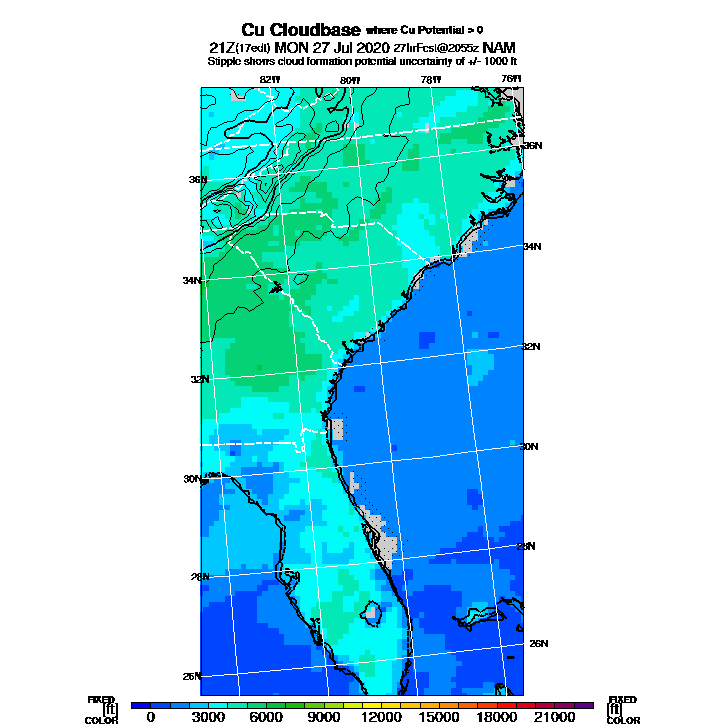 Cu Cloudbase where Cu Potential > 0
21Z(17edt) MON 27 Jul 2020 27hrFcst@2055z NAM
Stipple shows cloud formation potential uncertainty of +/- 1000 ft
82W 80W 78W 76W
36N
36N
34N
34N
32N
32N
30N
30N
28N
28N
26N
26N
FIXED FIXED
[ft] [ft]
COLOR COLOR
0 3000 6000 9000 12000 15000 18000 21000